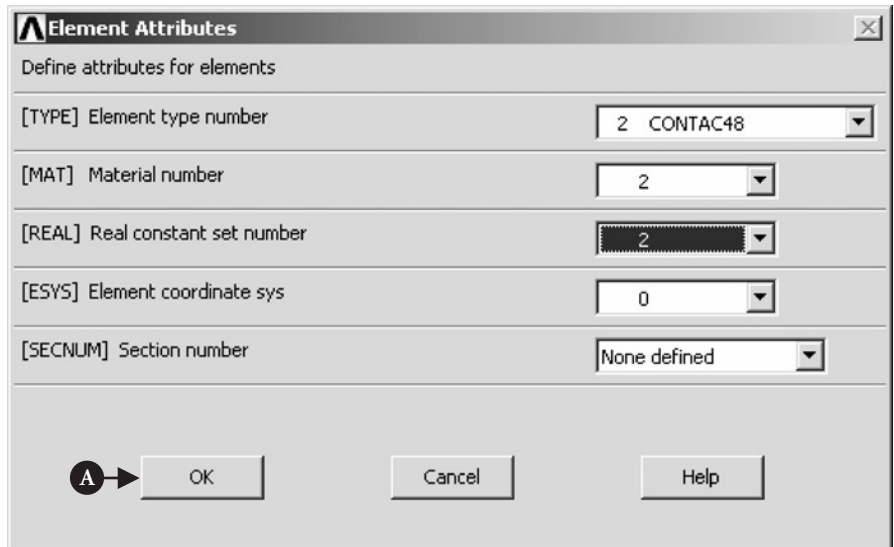 Element Attributes
Define attributes for elements
[TYPE] Element type number 2 CONTAC48
[MAT] Material number 2
[REAL] Real constant set number 2
[ESYS] Element coordinate sys 0
[SECNUM] Section number None defined
A OK Cancel Help